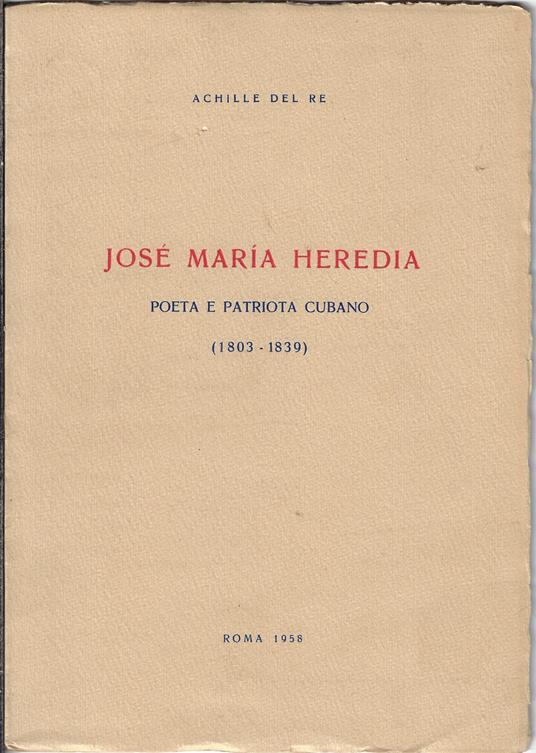 ACHILLE DEL RE
JOSÉ MARÍA HEREDIA
POETA E PATRIOTA CUBANO
(1803 - 1839)
ROMA 1958